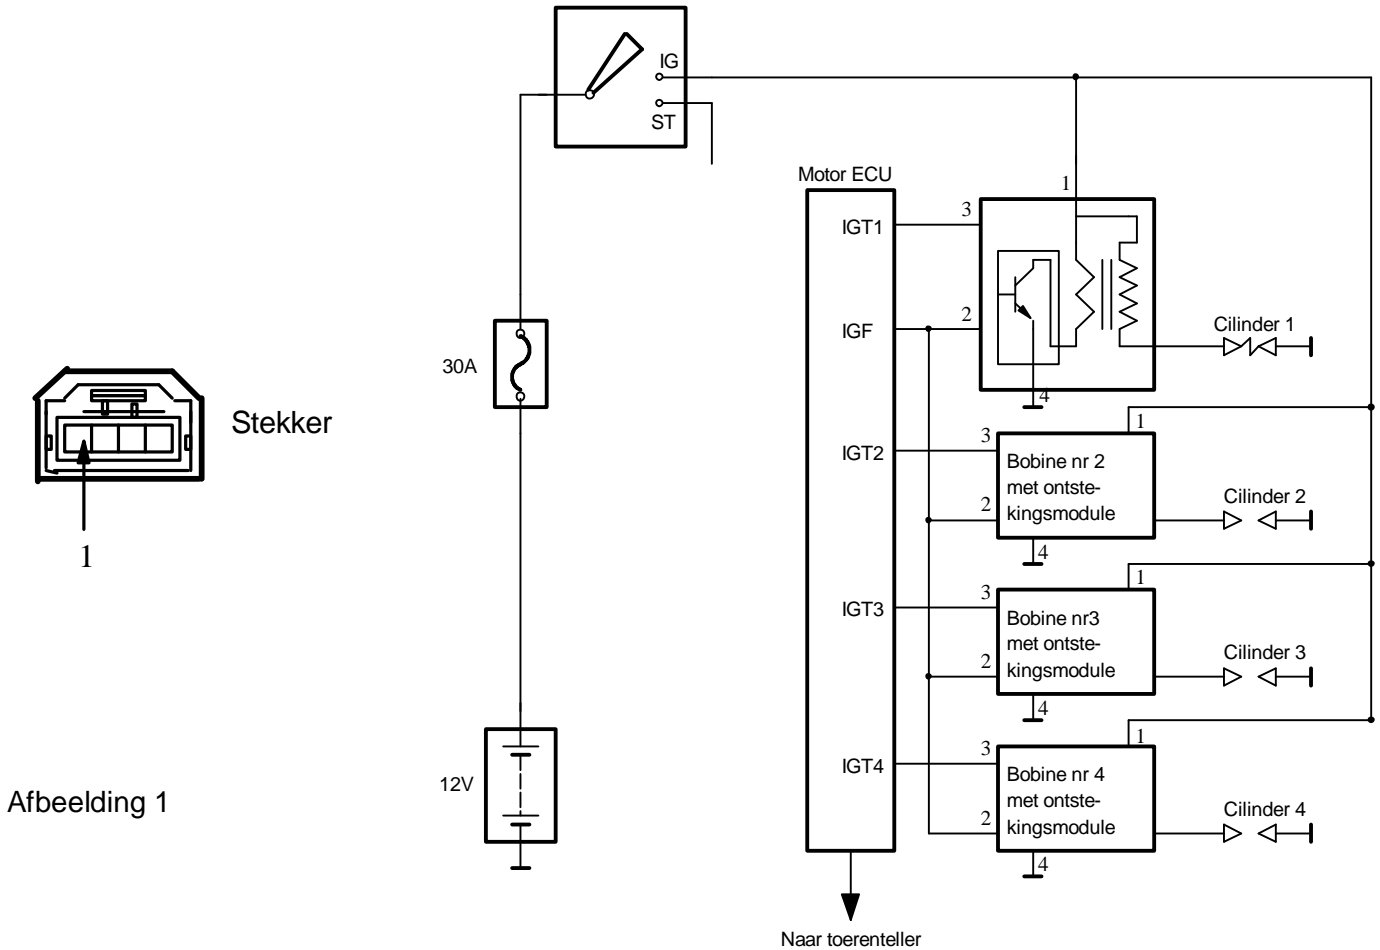 IG
ST
Motor ECU
1
3
IGT1
2
IGF
Cilinder 1
30A
4
Stekker
1
3
IGT2
Bobine nr 2
met ontste-
kingsmodule
2
Cilinder 2
4
1
1
3
IGT3
Bobine nr3
met ontste-
kingsmodule
2
Cilinder 3
4
1
3
IGT4
Bobine nr 4
met ontste-
kingsmodule
2
Cilinder 4
4
12V
Afbeelding 1
Naar toerenteller